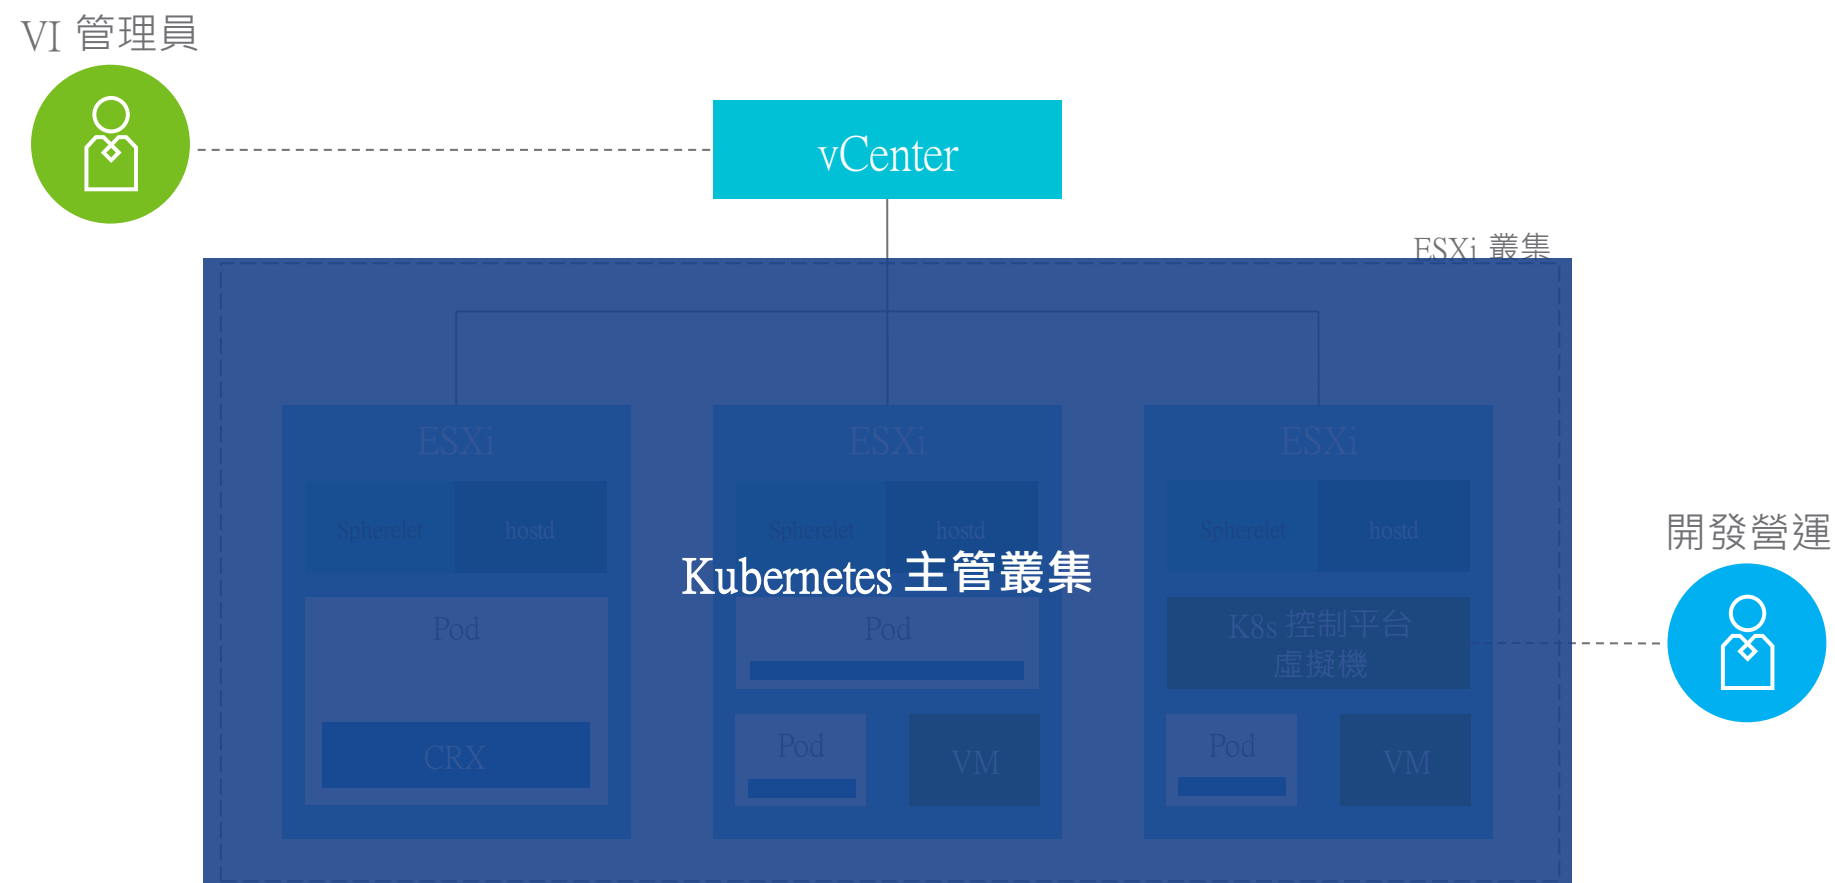 VI 管理員
vCenter
ESXi 叢集
ESXi
ESXi
ESXi
Spherelet
hostd
Spherelet
hostd
Spherelet
hostd
開發營運
Kubernetes 主管叢集
Pod
Pod
K8s 控制平台
虛擬機
CRX
Pod
VM
Pod
VM